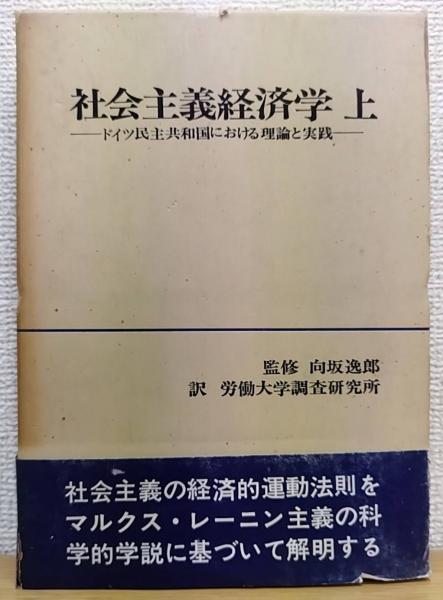 社会主義経済学 上
―ドイツ民主共和国における理論と実践―
監修 向坂逸郎
訳 労働大学調査研究所
社会主義の経済的運動法則を
マルクス・レーニン主義の科
学的学説に基づいて解明する